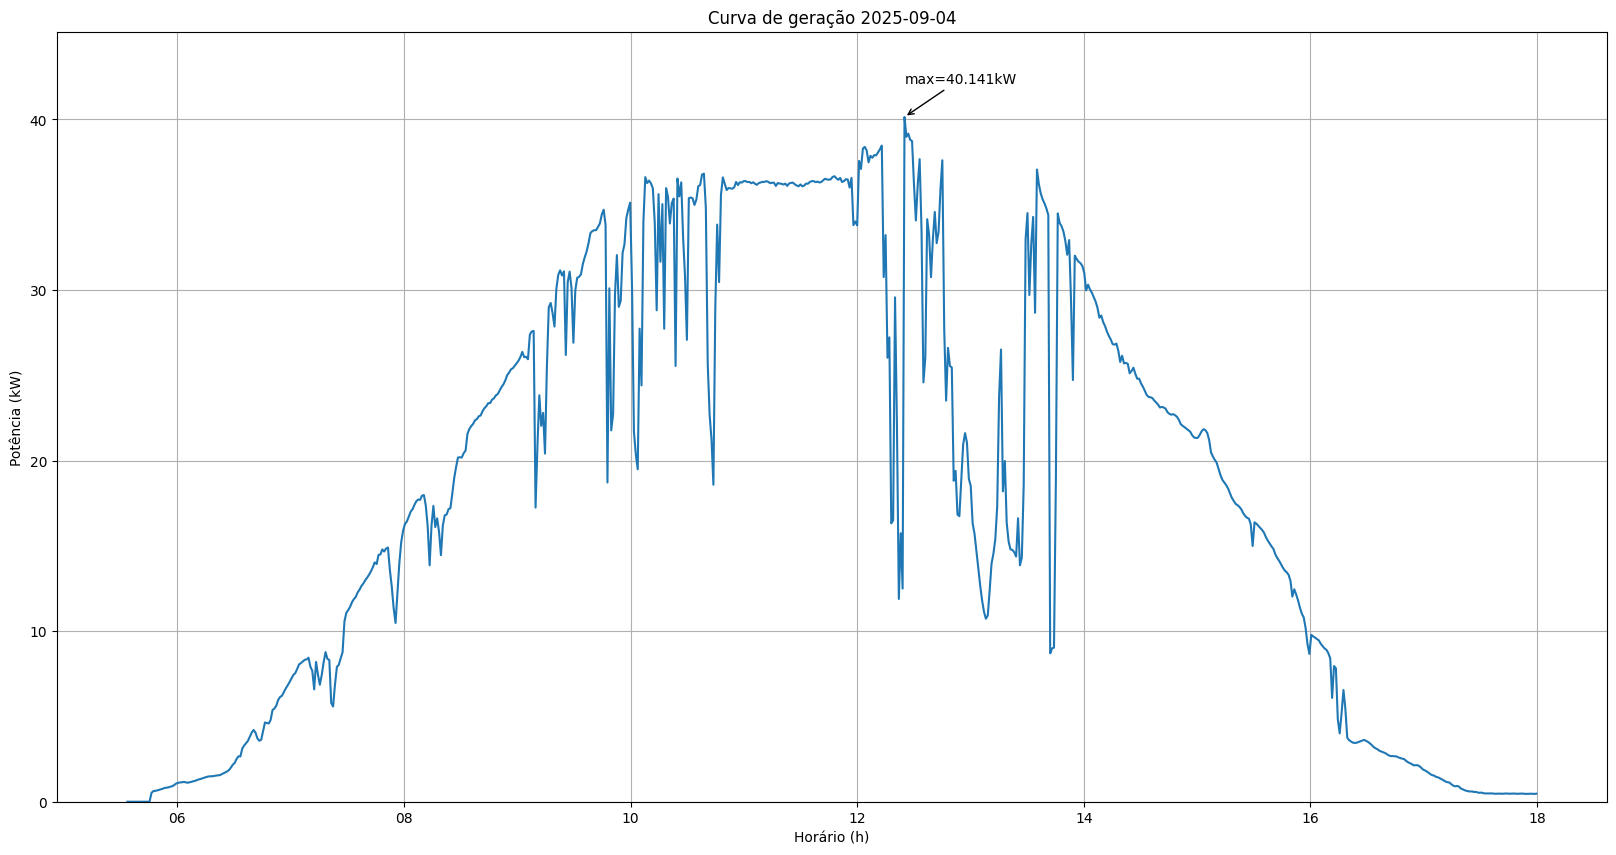 Curva de geração 2025-09-04
max=40.141kW
Potência (kW)
40
30
20
10
0
06 08 10 12 14 16 18
Horário (h)